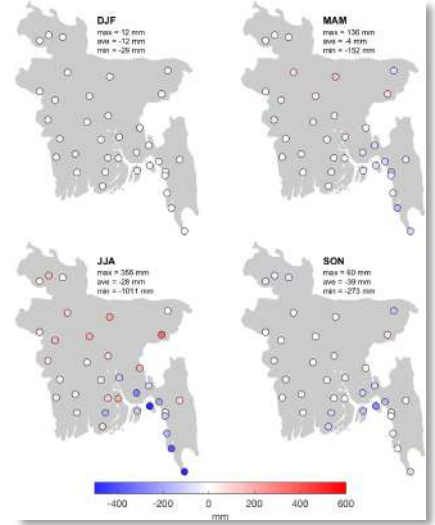 DJF
max = 12 mm
ave = -12 mm
min = -29 mm
MAM
max = 136 mm
ave = -4 mm
min = -152 mm
JJA
max = 355 mm
ave = -28 mm
min = -1011 mm
SON
max = 60 mm
ave = -39 mm
min = -273 mm
-400 -200 0 200 400 600
mm